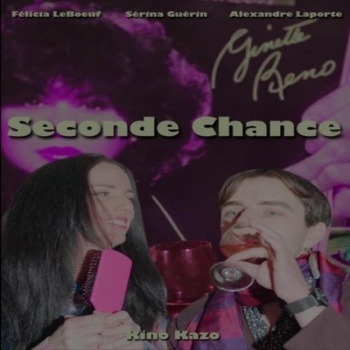 Félicia LeBoeuf Sérina Guérin Alexandre Laporte
Ginette
Reno
Seconde Chance
Kino Kazo